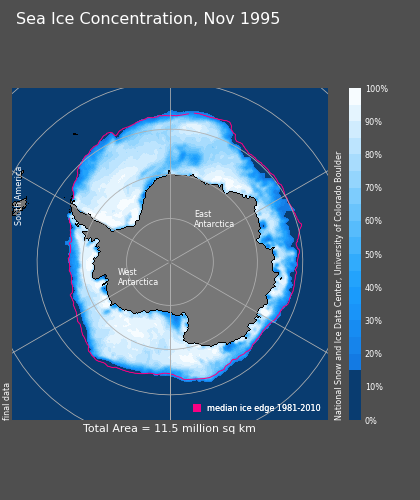 Sea Ice Concentration, Nov 1995
South America
East
Antarctica
West
Antarctica
final data
median ice edge 1981-2010
Total Area = 11.5 million sq km
National Snow and Ice Data Center, University of Colorado Boulder
100%
90%
80%
70%
60%
50%
40%
30%
20%
10%
0%